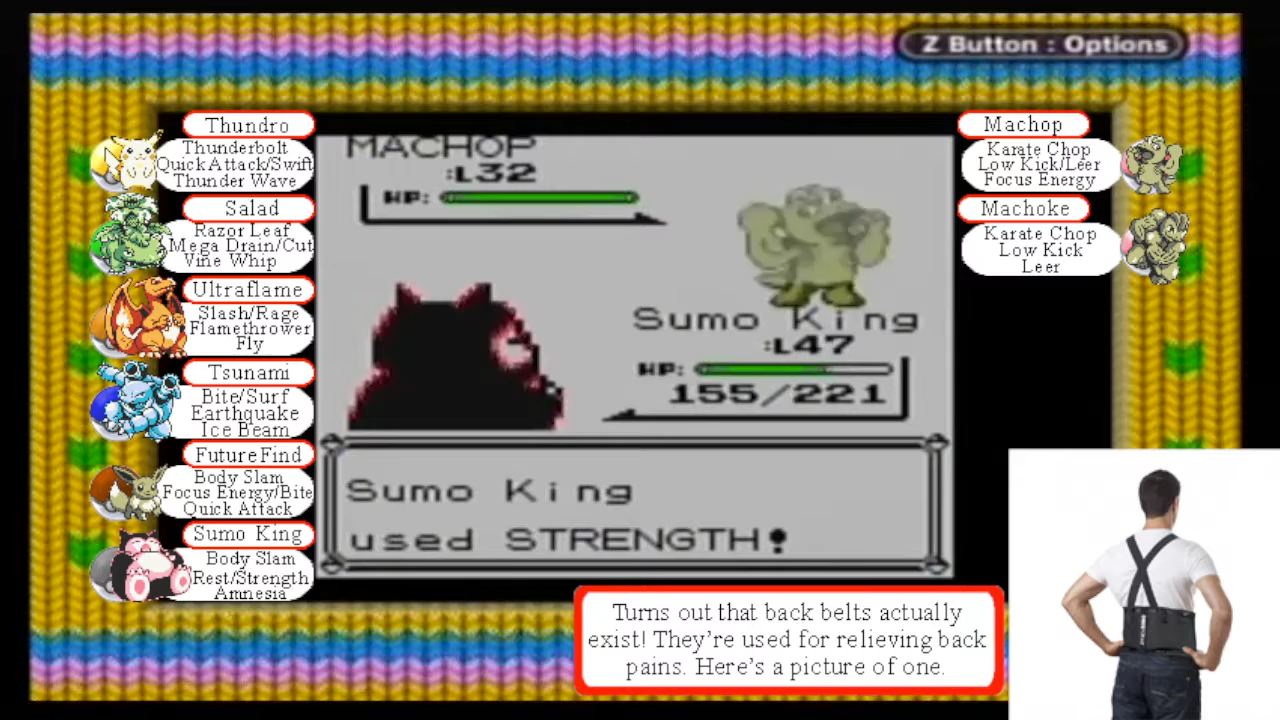 Z Button : Options
Thundro
Thunderbolt
Quick Attack/Swift
Thunder Wave
Salad
Razor Leaf
Mega Drain/Cut
Vine Whip
Ultraflame
Slash/Rage
Flamethrower
Fly
Tsunami
Bite/Surf
Earthquake
Ice Beam
FutureFind
Body Slam
Focus Energy/Bite
Quick Attack
Sumo King
Body Slam
Rest/Strength
Amnesia
MACHOP
:L32
HP:
Sumo King
:L47
HP:
155/221
Sumo King
used STRENGTH!
Machop
Karate Chop
Low Kick/Leer
Focus Energy
Machoke
Karate Chop
Low Kick
Leer
Turns out that back belts actually
exist! They're used for relieving back
pains. Here's a picture of one.